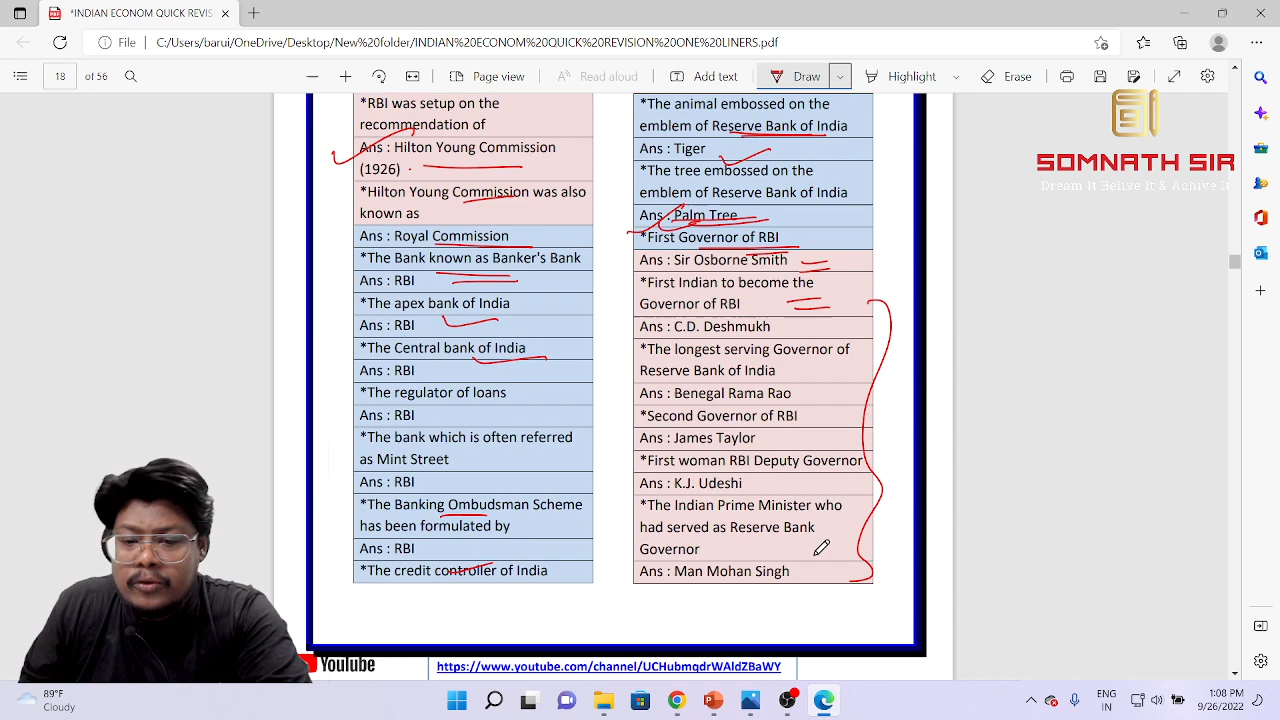 *INDIAN ECONOM QUICK REVIS
File
C:/Users/barui/OneDrive/Desktop/New%20folder/INDIAN%20ECONOM%20QUICK%20REVISION%20ONE%20LINERS.pdf
18 of 56
Page view
Read aloud
Add text
Draw
Highlight
Erase
SOMNATH SIR
Dream It Belive It & Achive It
*RBI was setup on the
recommendation of
Ans : Hilton Young Commission
(1926)
*Hilton Young Commission was also
known as
Ans : Royal Commission
*The Bank known as Banker's Bank
Ans : RBI
*The apex bank of India
Ans : RBI
*The Central bank of India
Ans : RBI
*The regulator of loans
Ans : RBI
*The bank which is often referred
as Mint Street
Ans : RBI
*The Banking Ombudsman Scheme
has been formulated by
Ans : RBI
*The credit controller of India
*The animal embossed on the
emblem of Reserve Bank of India
Ans : Tiger
*The tree embossed on the
emblem of Reserve Bank of India
Ans : Palm Tree
*First Governor of RBI
Ans : Sir Osborne Smith
*First Indian to become the
Governor of RBI
Ans : C.D. Deshmukh
*The longest serving Governor of
Reserve Bank of India
Ans : Benegal Rama Rao
*Second Governor of RBI
Ans : James Taylor
*First woman RBI Deputy Governor
Ans : K.J. Udeshi
*The Indian Prime Minister who
had served as Reserve Bank
Governor
Ans : Man Mohan Singh
YouTube
https://www.youtube.com/channel/UCHubmqdrWAldZBaWY
89°F
Cloudy
ENG
IN
1:08 PM
9/26/2022